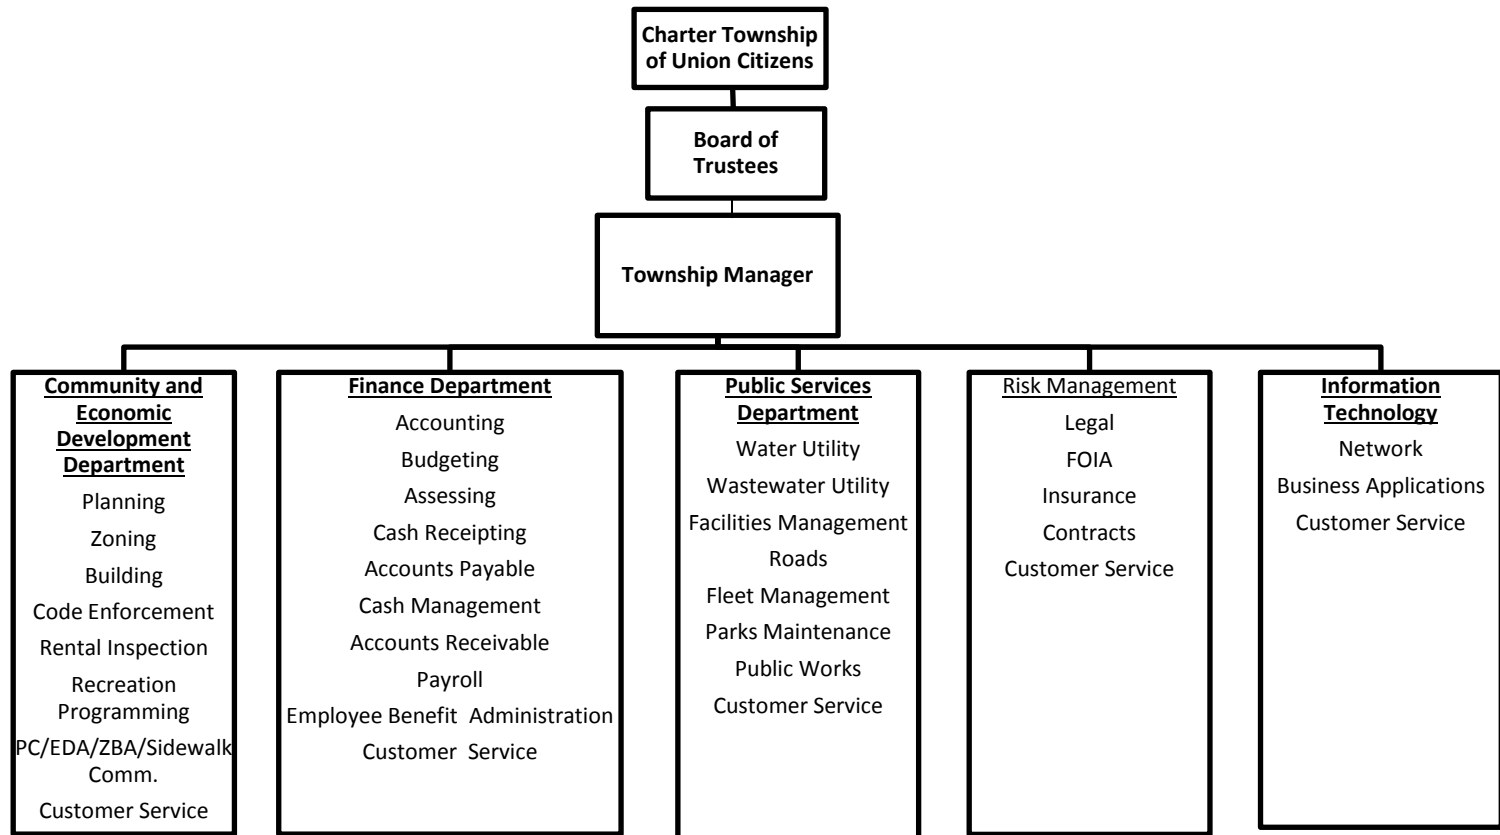 Charter Township
of Union Citizens
Board of
Trustees
Township Manager
Community and
Economic
Development
Department
Planning
Zoning
Building
Code Enforcement
Rental Inspection
Recreation
Programming
PC/EDA/ZBA/Sidewalk
Comm.
Customer Service
Finance Department
Accounting
Budgeting
Assessing
Cash Receipting
Accounts Payable
Cash Management
Accounts Receivable
Payroll
Employee Benefit Administration
Customer Service
Public Services
Department
Water Utility
Wastewater Utility
Facilities Management
Roads
Fleet Management
Parks Maintenance
Public Works
Customer Service
Risk Management
Legal
FOIA
Insurance
Contracts
Customer Service
Information
Technology
Network
Business Applications
Customer Service